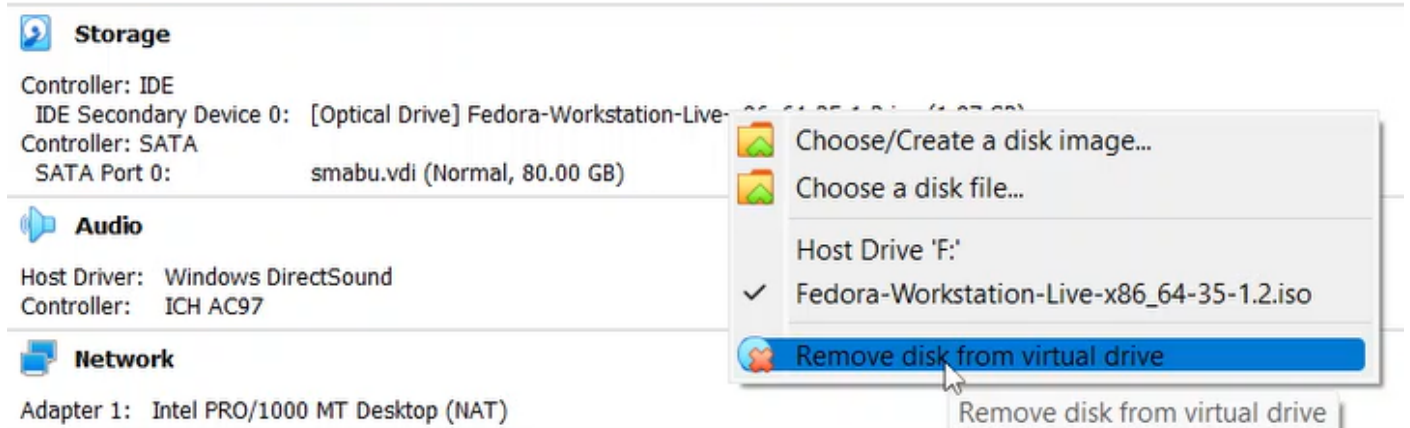 Storage
Controller: IDE
IDE Secondary Device 0: [Optical Drive] Fedora-Workstation-Live-
Controller: SATA
SATA Port 0: smabu.vdi (Normal, 80.00 GB)
Audio
Host Driver: Windows DirectSound
Controller: ICH AC97
Network
Adapter 1: Intel PRO/1000 MT Desktop (NAT)
Choose/Create a disk image...
Choose a disk file...
Host Drive 'F:'
Fedora-Workstation-Live-x86_64-35-1.2.iso
Remove disk from virtual drive
Remove disk from virtual drive